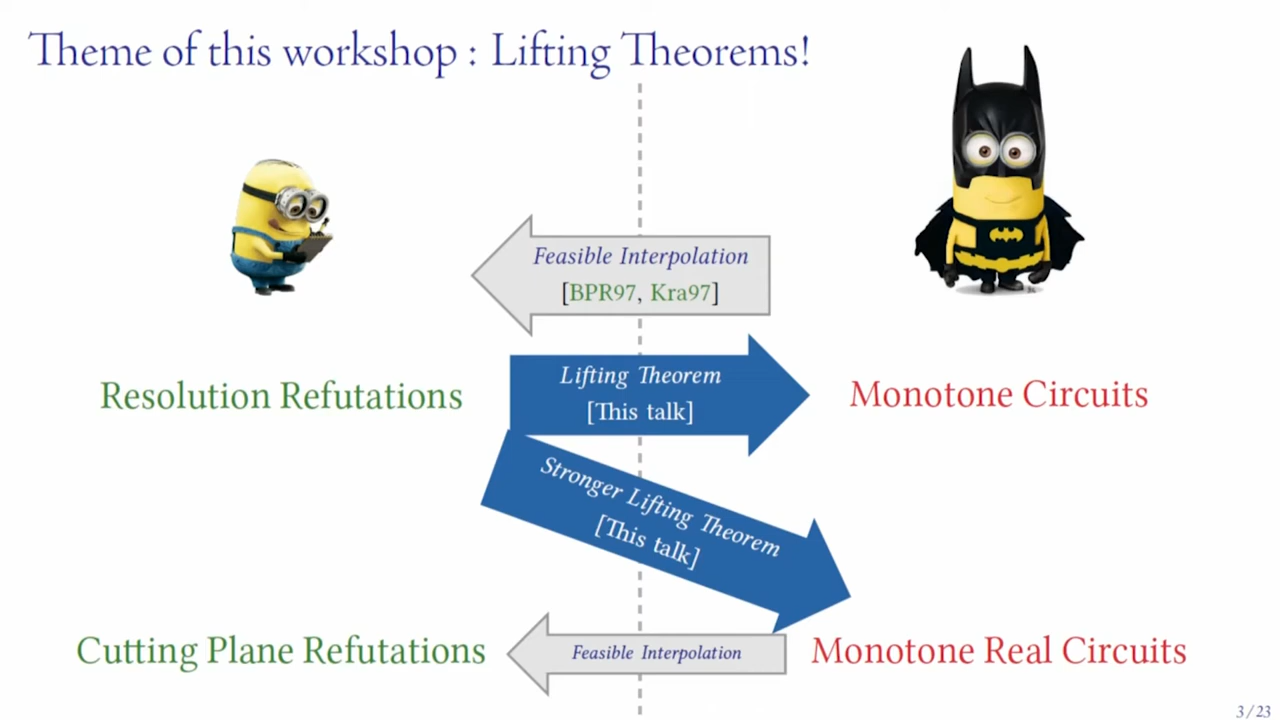 Theme of this workshop : Lifting Theorems!
Feasible Interpolation
[BPR97, Kra97]
Resolution Refutations
Lifting Theorem
[This talk]
Monotone Circuits
Stronger Lifting Theorem
[This talk]
Cutting Plane Refutations
Feasible Interpolation
Monotone Real Circuits
3 / 23